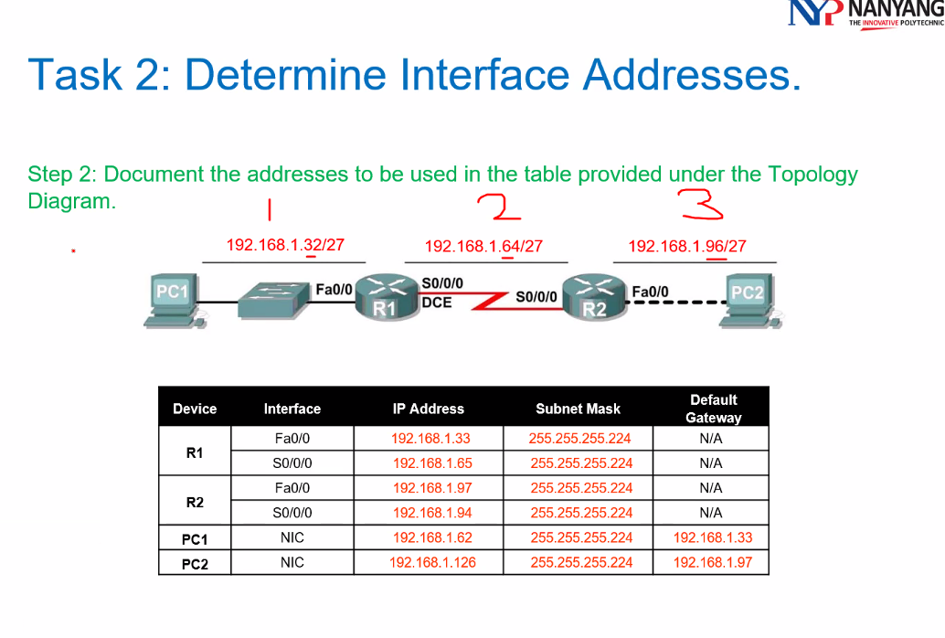 NYP NANYANG
THE INNOVATIVE POLYTECHNIC
Task 2: Determine Interface Addresses.
Step 2: Document the addresses to be used in the table provided under the Topology
Diagram.
1 2 3
192.168.1.32/27 192.168.1.64/27 192.168.1.96/27
PC1 Fa0/0 R1 S0/0/0 DCE S0/0/0 R2 Fa0/0 PC2
Device Interface IP Address Subnet Mask Default Gateway
R1 Fa0/0 192.168.1.33 255.255.255.224 N/A
S0/0/0 192.168.1.65 255.255.255.224 N/A
R2 Fa0/0 192.168.1.97 255.255.255.224 N/A
S0/0/0 192.168.1.94 255.255.255.224 N/A
PC1 NIC 192.168.1.62 255.255.255.224 192.168.1.33
PC2 NIC 192.168.1.126 255.255.255.224 192.168.1.97